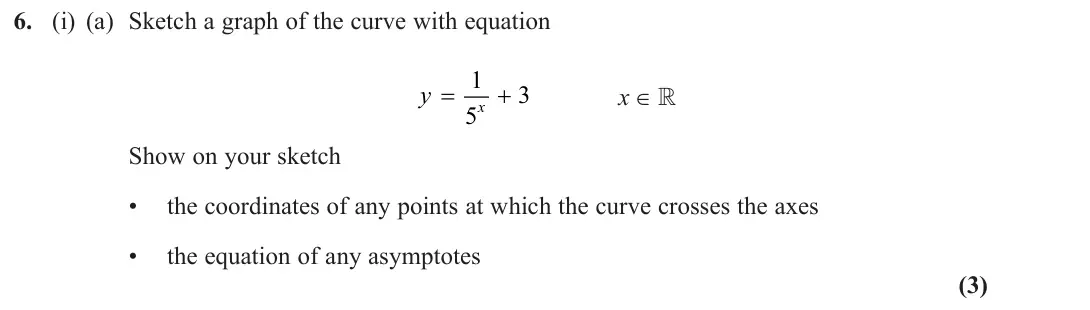 6. (i) (a) Sketch a graph of the curve with equation
y = 1/5^x + 3 x ∈ ℝ
Show on your sketch
• the coordinates of any points at which the curve crosses the axes
• the equation of any asymptotes
(3)